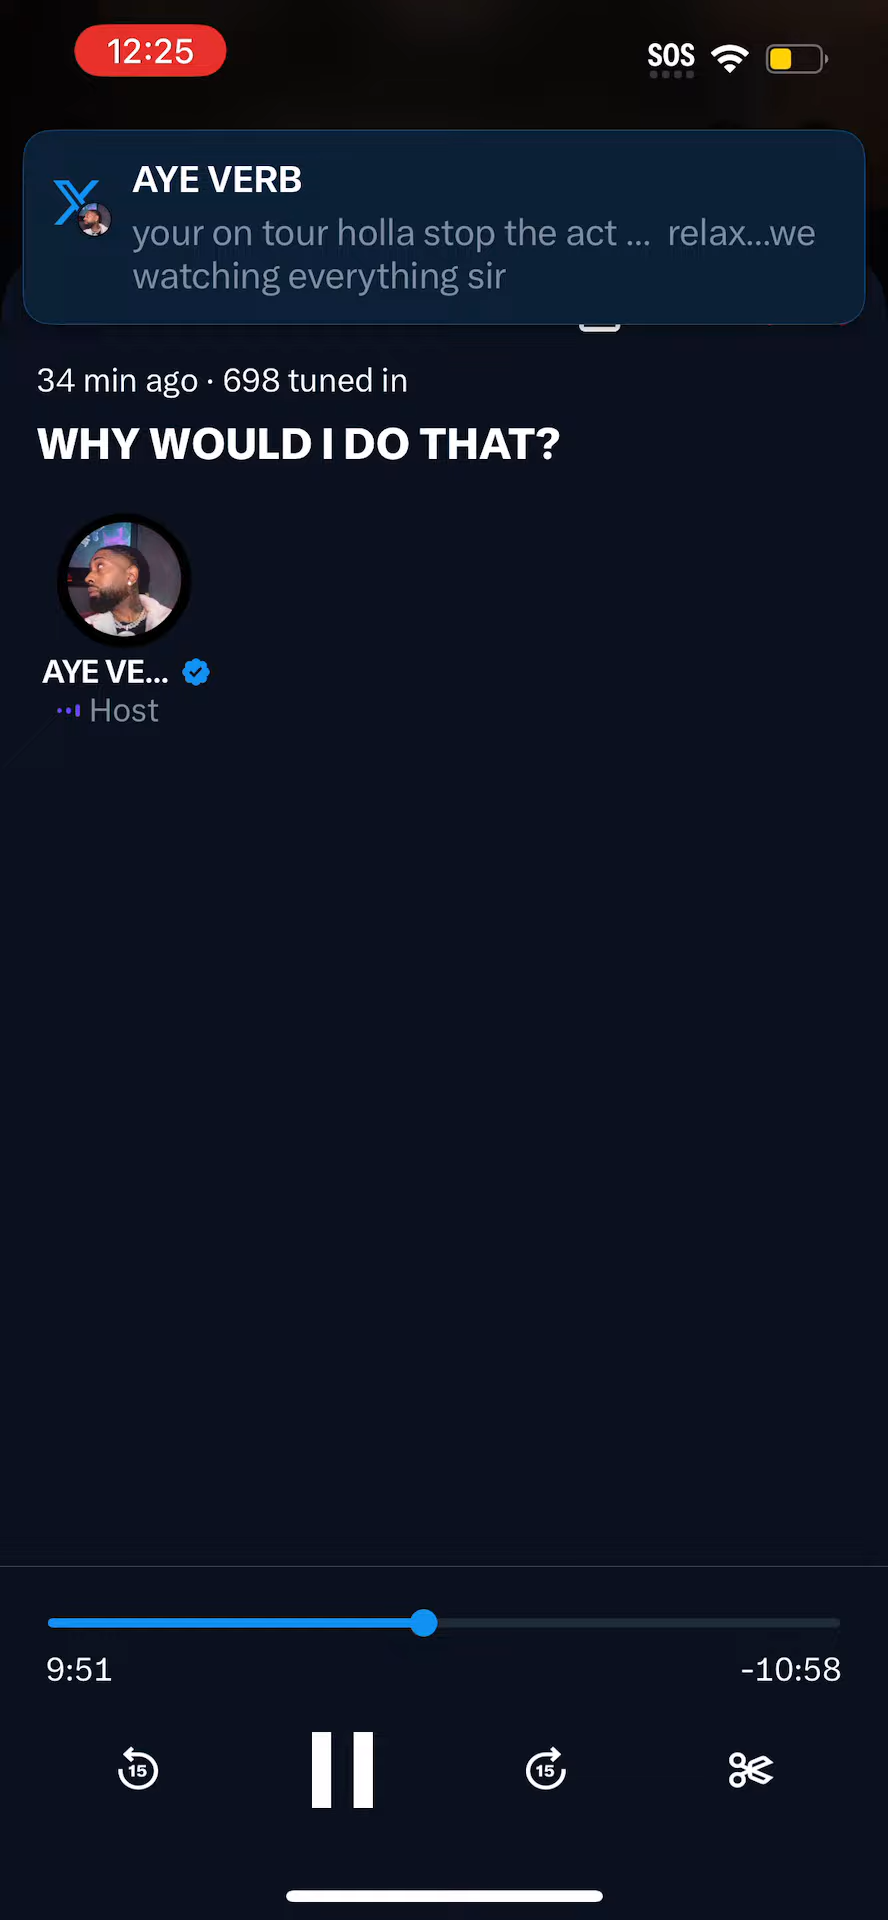 12:25
SOS
AYE VERB
your on tour holla stop the act ... relax...we
watching everything sir
34 min ago · 698 tuned in
WHY WOULD I DO THAT?
AYE VE...
Host
9:51
-10:58
15
15